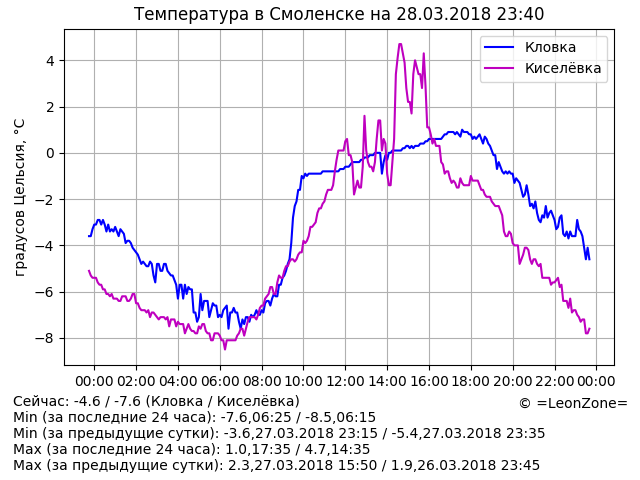 Температура в Смоленске на 28.03.2018 23:40
градусов Цельсия, °C
4
2
0
−2
−4
−6
−8
Кловка
Киселёвка
00:00 02:00 04:00 06:00 08:00 10:00 12:00 14:00 16:00 18:00 20:00 22:00 00:00
Сейчас: -4.6 / -7.6 (Кловка / Киселёвка)
© =LeonZone=
Min (за последние 24 часа): -7.6,06:25 / -8.5,06:15
Min (за предыдущие сутки): -3.6,27.03.2018 23:15 / -5.4,27.03.2018 23:35
Max (за последние 24 часа): 1.0,17:35 / 4.7,14:35
Max (за предыдущие сутки): 2.3,27.03.2018 15:50 / 1.9,26.03.2018 23:45